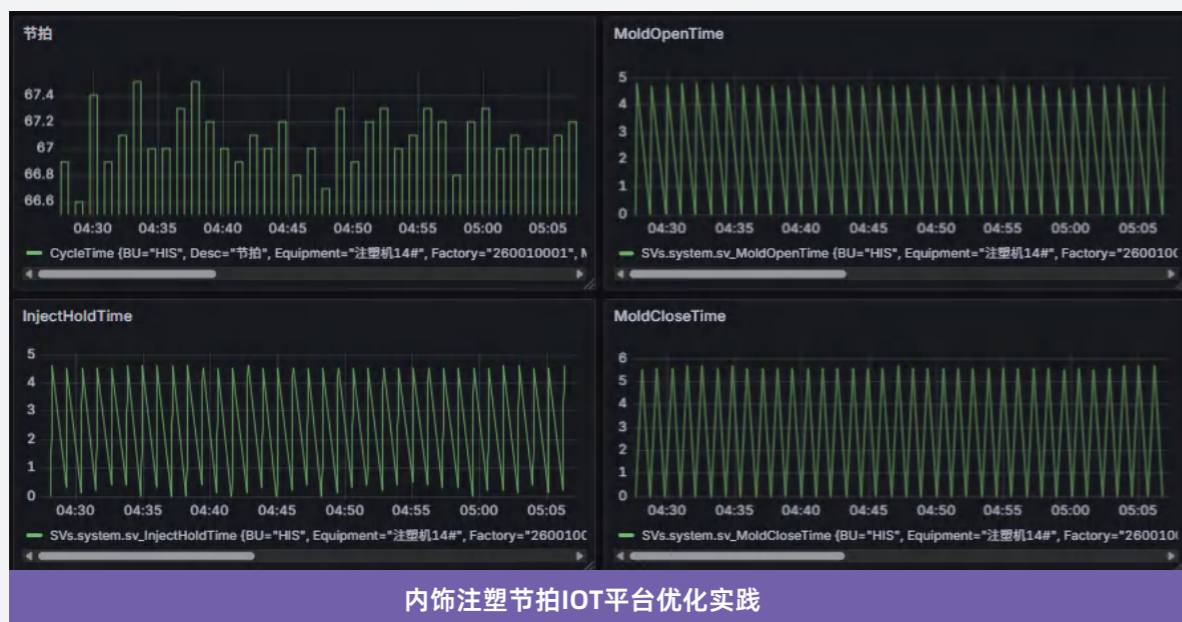 节拍
67.4
67.2
67
66.8
66.6
04:30 04:35 04:40 04:45 04:50 04:55 05:00 05:05
CycleTime {BU="HIS", Desc="节拍", Equipment="注塑机14#", Factory="260010001", M
MoldOpenTime
5
4
3
2
1
0
04:30 04:35 04:40 04:45 04:50 04:55 05:00 05:05
SVs.system.sv_MoldOpenTime {BU="HIS", Equipment="注塑机14#", Factory="2600100
InjectHoldTime
5
4
3
2
1
0
04:30 04:35 04:40 04:45 04:50 04:55 05:00 05:05
SVs.system.sv_InjectHoldTime {BU="HIS", Equipment="注塑机14#", Factory="2600100
MoldCloseTime
6
5
4
3
2
1
0
04:30 04:35 04:40 04:45 04:50 04:55 05:00 05:05
SVs.system.sv_MoldCloseTime {BU="HIS", Equipment="注塑机14#", Factory="2600100
内饰注塑节拍IOT平台优化实践